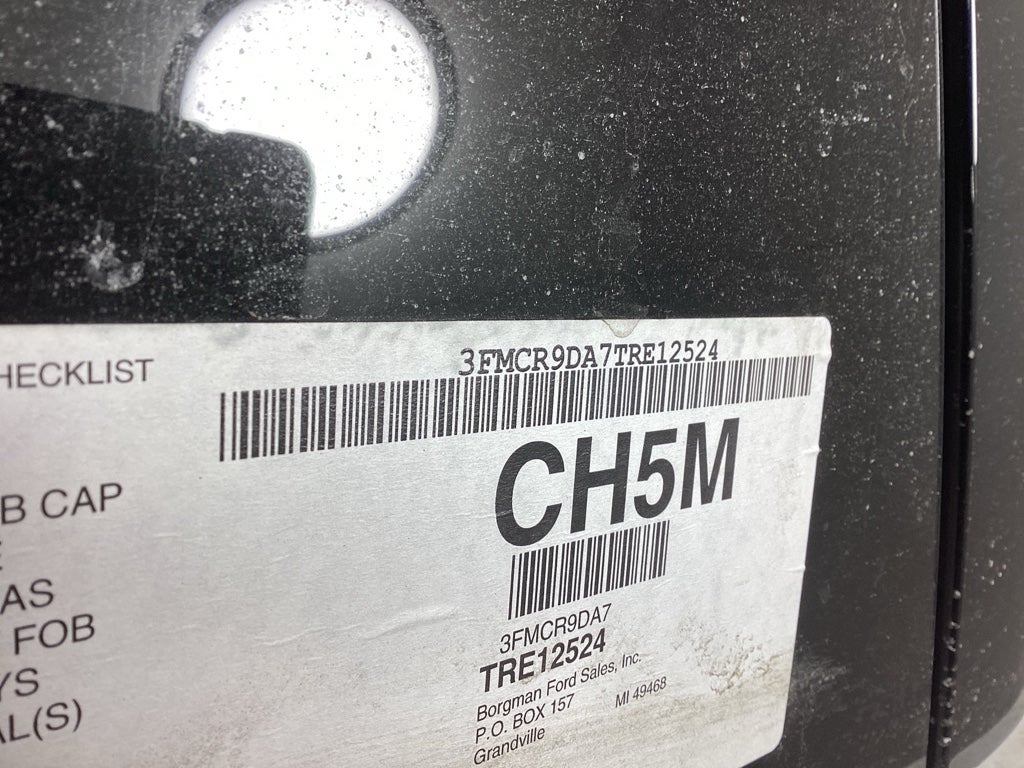 HECKLIST
B CAP
AS
FOB
YS
AL(S)
3FMCR9DA7TRE12524
CH5M
3FMCR9DA7
TRE12524
Borgman Ford Sales, Inc.
P.O. BOX 157
Grandville MI 49468